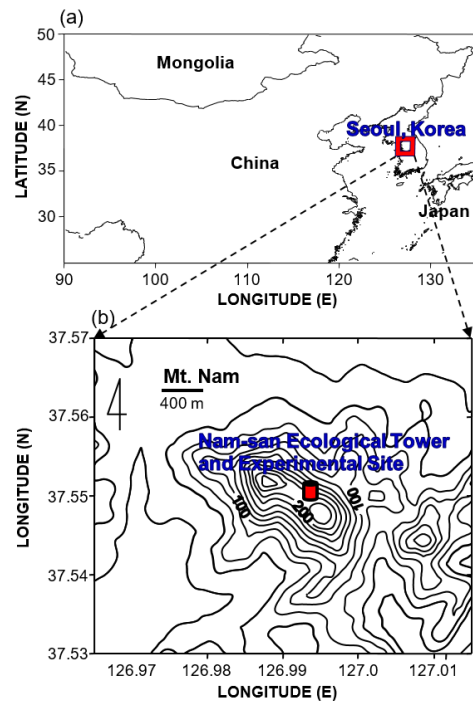 (a)
50
45
40
35
30
LATITUDE (N)
Mongolia
China
Seoul, Korea
Japan
90 100 110 120 130
LONGITUDE (E)
(b)
37.57
37.56
37.55
37.54
37.53
LONGITUDE (N)
Mt. Nam
400 m
Nam-san Ecological Tower
and Experimental Site
100
200
100
126.97 126.98 126.99 127.0 127.01
LONGITUDE (E)